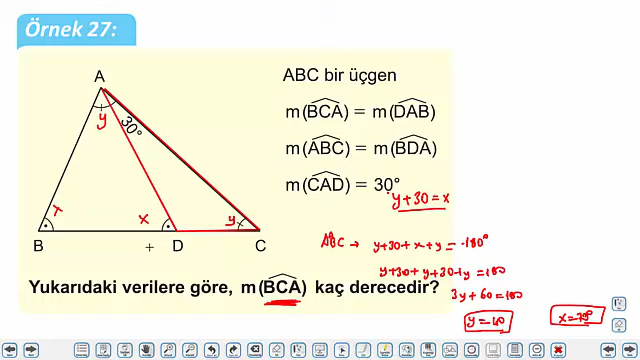 Örnek 27:
A
y
30°
x
x
y
B
+
D
C
ABC bir üçgen
m(BCA) = m(DAB)
m(ABC) = m(BDA)
m(CAD) = 30°
y+30=x
ABC → y+30+x+y=180°
y+30+y+30+y=180
3y+60=180
y=40
x=70°
Yukarıdaki verilere göre, m(BCA) kaç derecedir?